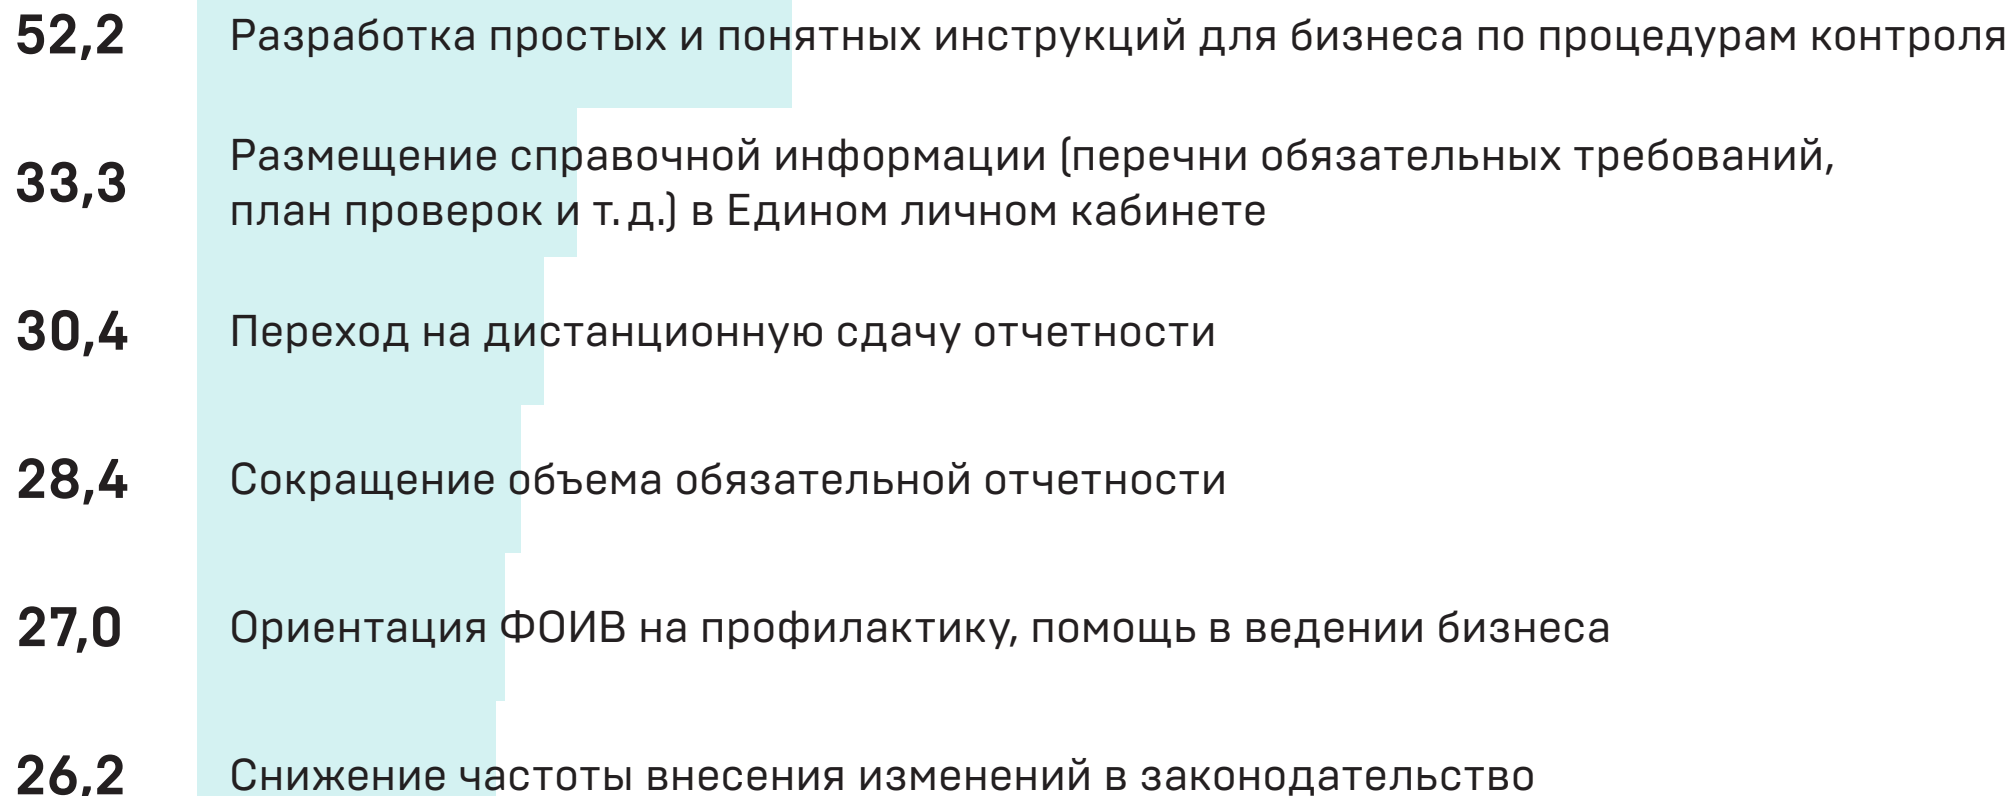 52,2 Разработка простых и понятных инструкций для бизнеса по процедурам контроля
33,3 Размещение справочной информации (перечни обязательных требований,
план проверок и т. д.) в Едином личном кабинете
30,4 Переход на дистанционную сдачу отчетности
28,4 Сокращение объема обязательной отчетности
27,0 Ориентация ФОИВ на профилактику, помощь в ведении бизнеса
26,2 Снижение частоты внесения изменений в законодательство